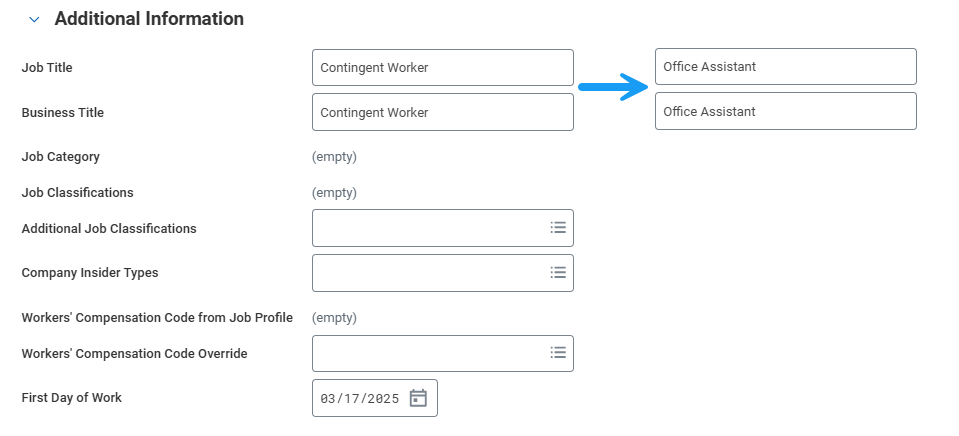 Additional Information
Job Title Contingent Worker Office Assistant
Business Title Contingent Worker Office Assistant
Job Category (empty)
Job Classifications (empty)
Additional Job Classifications
Company Insider Types
Workers' Compensation Code from Job Profile (empty)
Workers' Compensation Code Override
First Day of Work 03/17/2025